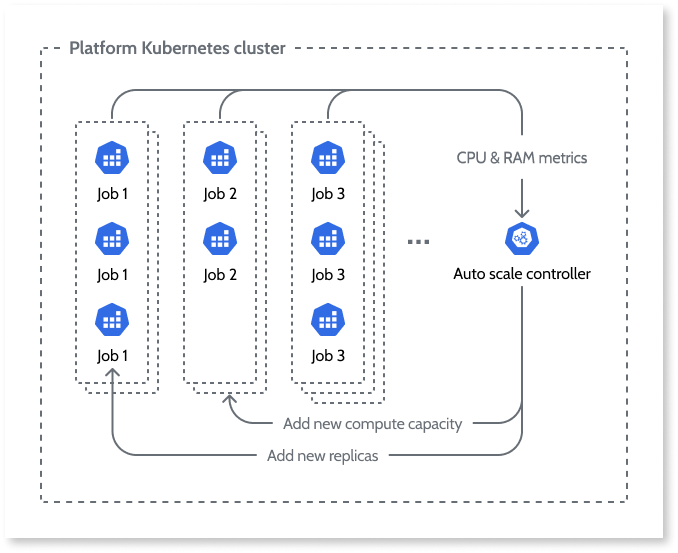 Platform Kubernetes cluster
CPU & RAM metrics
Job 1
Job 2
Job 3
Job 1
Job 2
Job 3
...
Auto scale controller
Job 1
Job 3
Add new compute capacity
Add new replicas